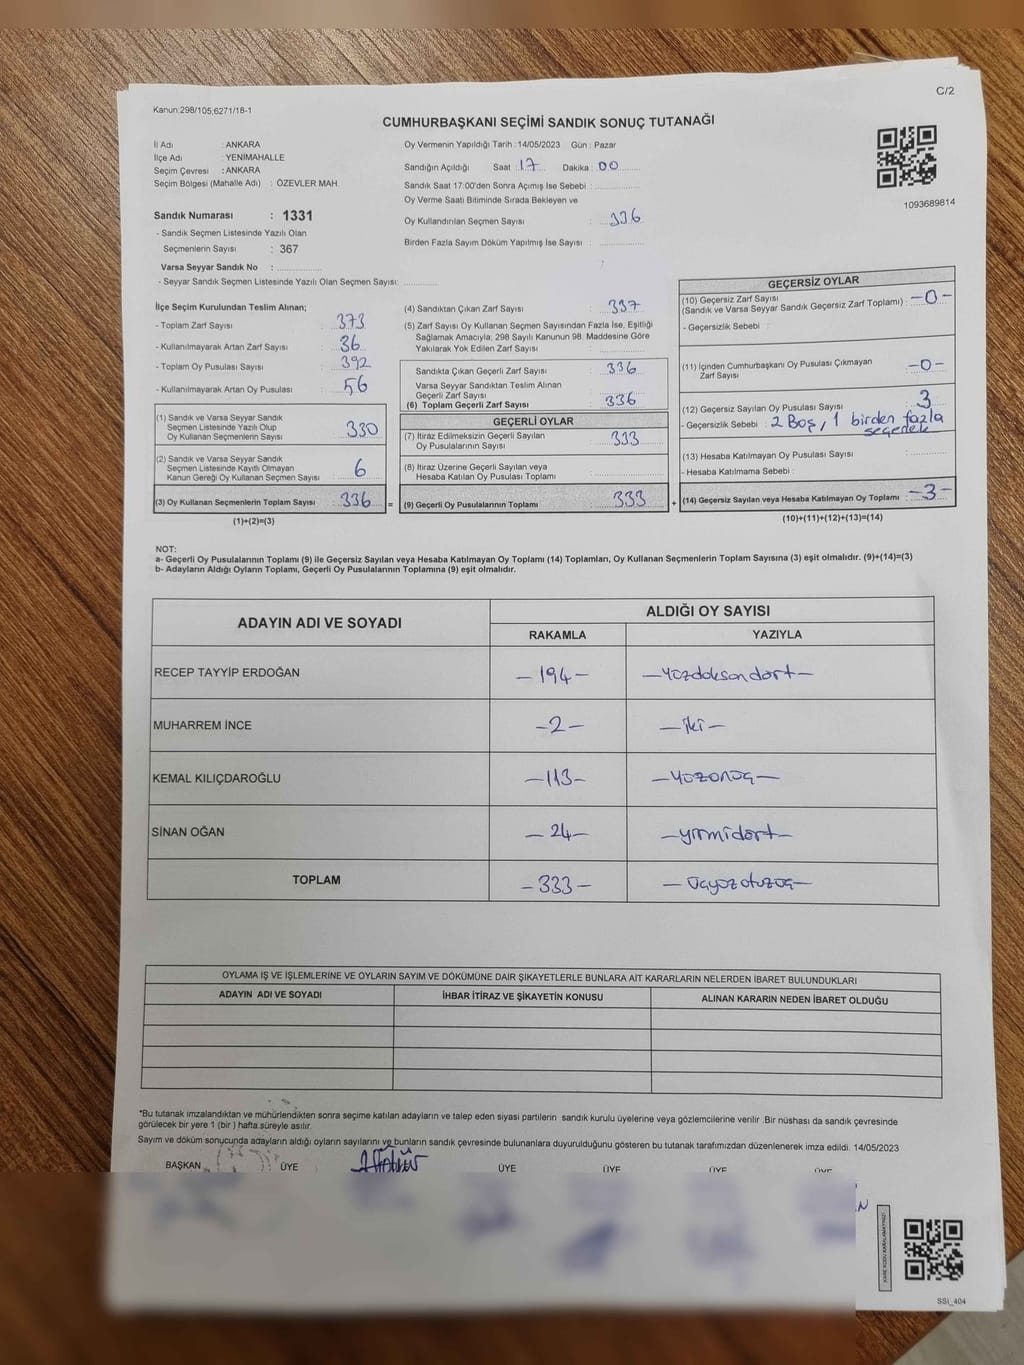 Kanun:298/105;6271/18-1
C/2
CUMHURBAŞKANI SEÇİMİ SANDIK SONUÇ TUTANAĞI
İl Adı : ANKARA
İlçe Adı : YENİMAHALLE
Seçim Çevresi : ANKARA
Seçim Bölgesi (Mahalle Adı) : ÖZEVLER MAH.
Sandık Numarası : 1331
- Sandık Seçmen Listesinde Yazılı Olan
Seçmenlerin Sayısı : 367
Varsa Seyyar Sandık No :
- Seyyar Sandık Seçmen Listesinde Yazılı Olan Seçmen Sayısı:
Oy Vermenin Yapıldığı Tarih : 14/05/2023 Gün : Pazar
Sandığın Açıldığı Saat : 17 Dakika : 00
Sandık Saat 17:00'den Sonra Açımış İse Sebebi :
Oy Verme Saati Bitiminde Sırada Bekleyen ve
Oy Kullandırılan Seçmen Sayısı : 336
Birden Fazla Sayım Döküm Yapılmış İse Sayısı :
1093689814
İlçe Seçim Kurulundan Teslim Alınan;
- Toplam Zarf Sayısı : 373
- Kullanılmayarak Artan Zarf Sayısı : 36
- Toplam Oy Pusulası Sayısı : 392
- Kullanılmayarak Artan Oy Pusulası : 56
(1) Sandık ve Varsa Seyyar Sandık
Seçmen Listesinde Yazılı Olup
Oy Kullanan Seçmenlerin Sayısı : 330
(2) Sandık ve Varsa Seyyar Sandık
Seçmen Listesinde Kayıtlı Olmayan
Kanun Gereği Oy Kullanan Seçmen Sayısı : 6
(3) Oy Kullanan Seçmenlerin Toplam Sayısı : 336 =
(1)+(2)=(3)
(4) Sandıktan Çıkan Zarf Sayısı : 337
(5) Zarf Sayısı Oy Kullanan Seçmen Sayısından Fazla İse, Eşitliği
Sağlamak Amacıyla; 298 Sayılı Kanunun 98. Maddesine Göre
Yakılarak Yok Edilen Zarf Sayısı :
Sandıkta Çıkan Geçerli Zarf Sayısı : 336
Varsa Seyyar Sandıktan Teslim Alınan
Geçerli Zarf Sayısı :
(6) Toplam Geçerli Zarf Sayısı : 336
GEÇERLİ OYLAR
(7) İtiraz Edilmeksizin Geçerli Sayılan
Oy Pusulalarının Sayısı : 333
(8) İtiraz Üzerine Geçerli Sayılan veya
Hesaba Katılan Oy Pusulası Toplamı :
(9) Geçerli Oy Pusulalarının Toplamı : 333 +
GEÇERSİZ OYLAR
(10) Geçersiz Zarf Sayısı
(Sandık ve Varsa Seyyar Sandık Geçersiz Zarf Toplamı) : -0-
- Geçersizlik Sebebi :
(11) İçinden Cumhurbaşkanı Oy Pusulası Çıkmayan
Zarf Sayısı : -0-
(12) Geçersiz Sayılan Oy Pusulası Sayısı : 3
- Geçersizlik Sebebi : 2 Boş, 1 birden fazla
seçenek
(13) Hesaba Katılmayan Oy Pusulası Sayısı :
- Hesaba Katılmama Sebebi :
(14) Geçersiz Sayılan veya Hesaba Katılmayan Oy Toplamı : -3-
(10)+(11)+(12)+(13)=(14)
NOT:
a- Geçerli Oy Pusulalarının Toplamı (9) ile Geçersiz Sayılan veya Hesaba Katılmayan Oy Toplamı (14) Toplamları, Oy Kullanan Seçmenlerin Toplam Sayısına (3) eşit olmalıdır. (9)+(14)=(3)
b- Adayların Aldığı Oyların Toplamı, Geçerli Oy Pusulalarının Toplamına (9) eşit olmalıdır.
ADAYIN ADI VE SOYADI
ALDIĞI OY SAYISI
RAKAMLA YAZIYLA
RECEP TAYYİP ERDOĞAN -194- -yüzdoksandört-
MUHARREM İNCE -2- -iki-
KEMAL KILIÇDAROĞLU -113- -yüzonüç-
SİNAN OĞAN -24- -yirmidört-
TOPLAM -333- -üçyüzotuzüç-
OYLAMA İŞ VE İŞLEMLERİNE VE OYLARIN SAYIM VE DÖKÜMÜNE DAİR ŞİKAYETLERLE BUNLARA AİT KARARLARIN NELERDEN İBARET BULUNDUKLARI
ADAYIN ADI VE SOYADI İHBAR İTİRAZ VE ŞİKAYETİN KONUSU ALINAN KARARIN NEDEN İBARET OLDUĞU
*Bu tutanak imzalandıktan ve mühürlendikten sonra seçime katılan adayların ve talep eden siyasi partilerin sandık kurulu üyelerine veya gözlemcilerine verilir. Bir nüshası da sandık çevresinde
görülecek bir yere 1 (bir) hafta süreyle asılır.
Sayım ve döküm sonucunda adayların aldığı oyların sayılarını ve bunların sandık çevresinde bulunanlara duyurulduğunu gösteren bu tutanak tarafımızdan düzenlenerek imza edildi. 14/05/2023
BAŞKAN ÜYE ÜYE ÜYE ÜYE ÜYE
SSI_404